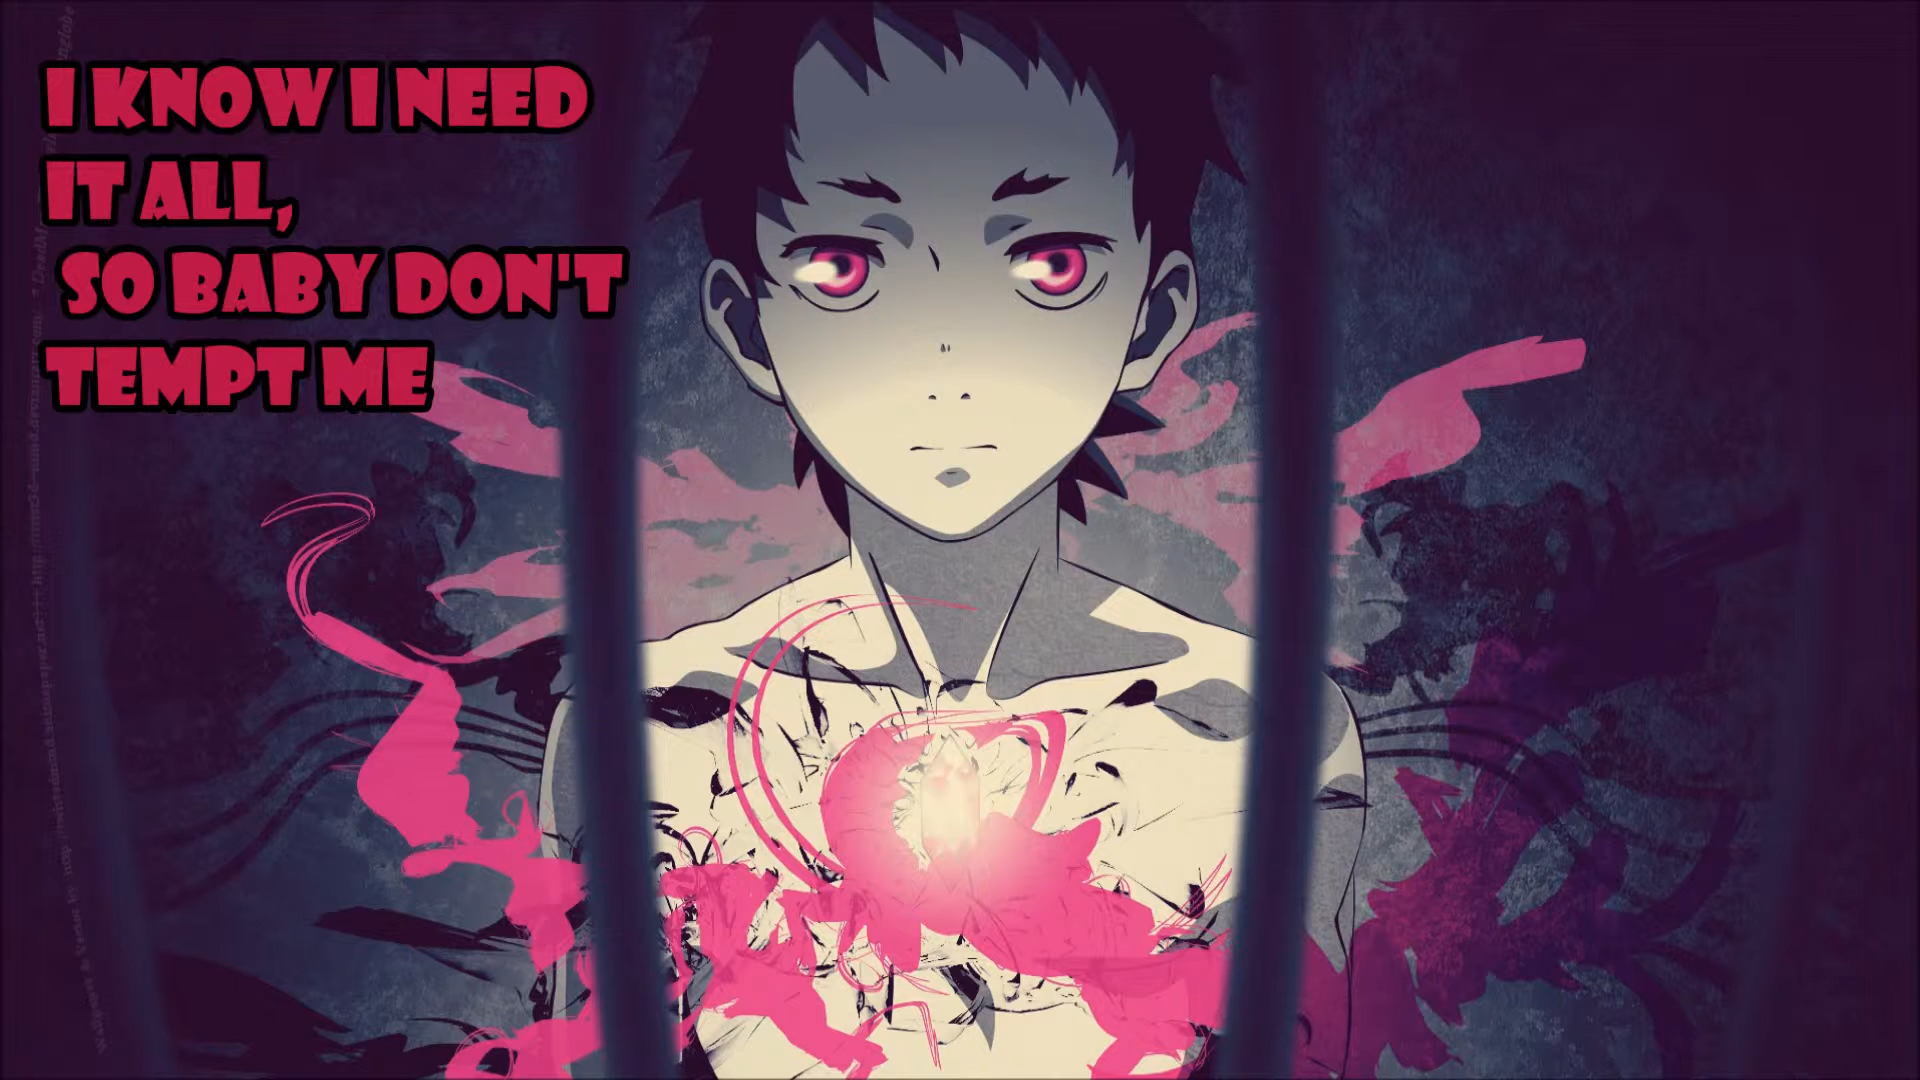 I KNOW I NEED
IT ALL,
SO BABY DON'T
TEMPT ME